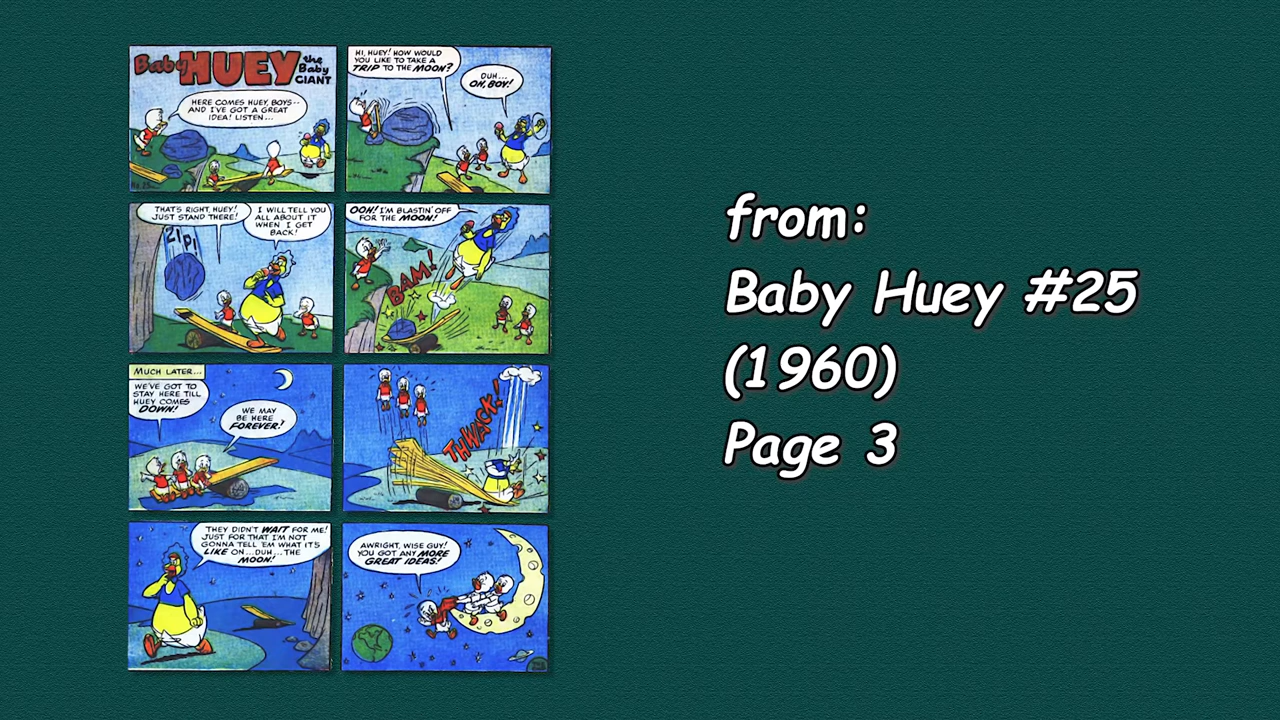 Baby HUEY the
Baby
GIANT
HERE COMES HUEY, BOYS--
AND I'VE GOT A GREAT
IDEA! LISTEN...
HI, HUEY! HOW WOULD
YOU LIKE TO TAKE A
TRIP TO THE MOON?
DUH...
OH, BOY!
THAT'S RIGHT, HUEY!
JUST STAND THERE!
I WILL TELL YOU
ALL ABOUT IT
WHEN I GET
BACK!
ZIP!
OOH! I'M BLASTIN' OFF
FOR THE MOON!
BAM!
MUCH LATER...
WE'VE GOT TO
STAY HERE TILL
HUEY COMES
DOWN!
WE MAY
BE HERE
FOREVER!
THWACK!
THEY DIDN'T WAIT FOR ME!
JUST FOR THAT I'M NOT
GONNA TELL 'EM WHAT IT'S
LIKE ON...DUH...THE
MOON!
AWRIGHT, WISE GUY!
YOU GOT ANY MORE
GREAT IDEAS!
from:
Baby Huey #25
(1960)
Page 3